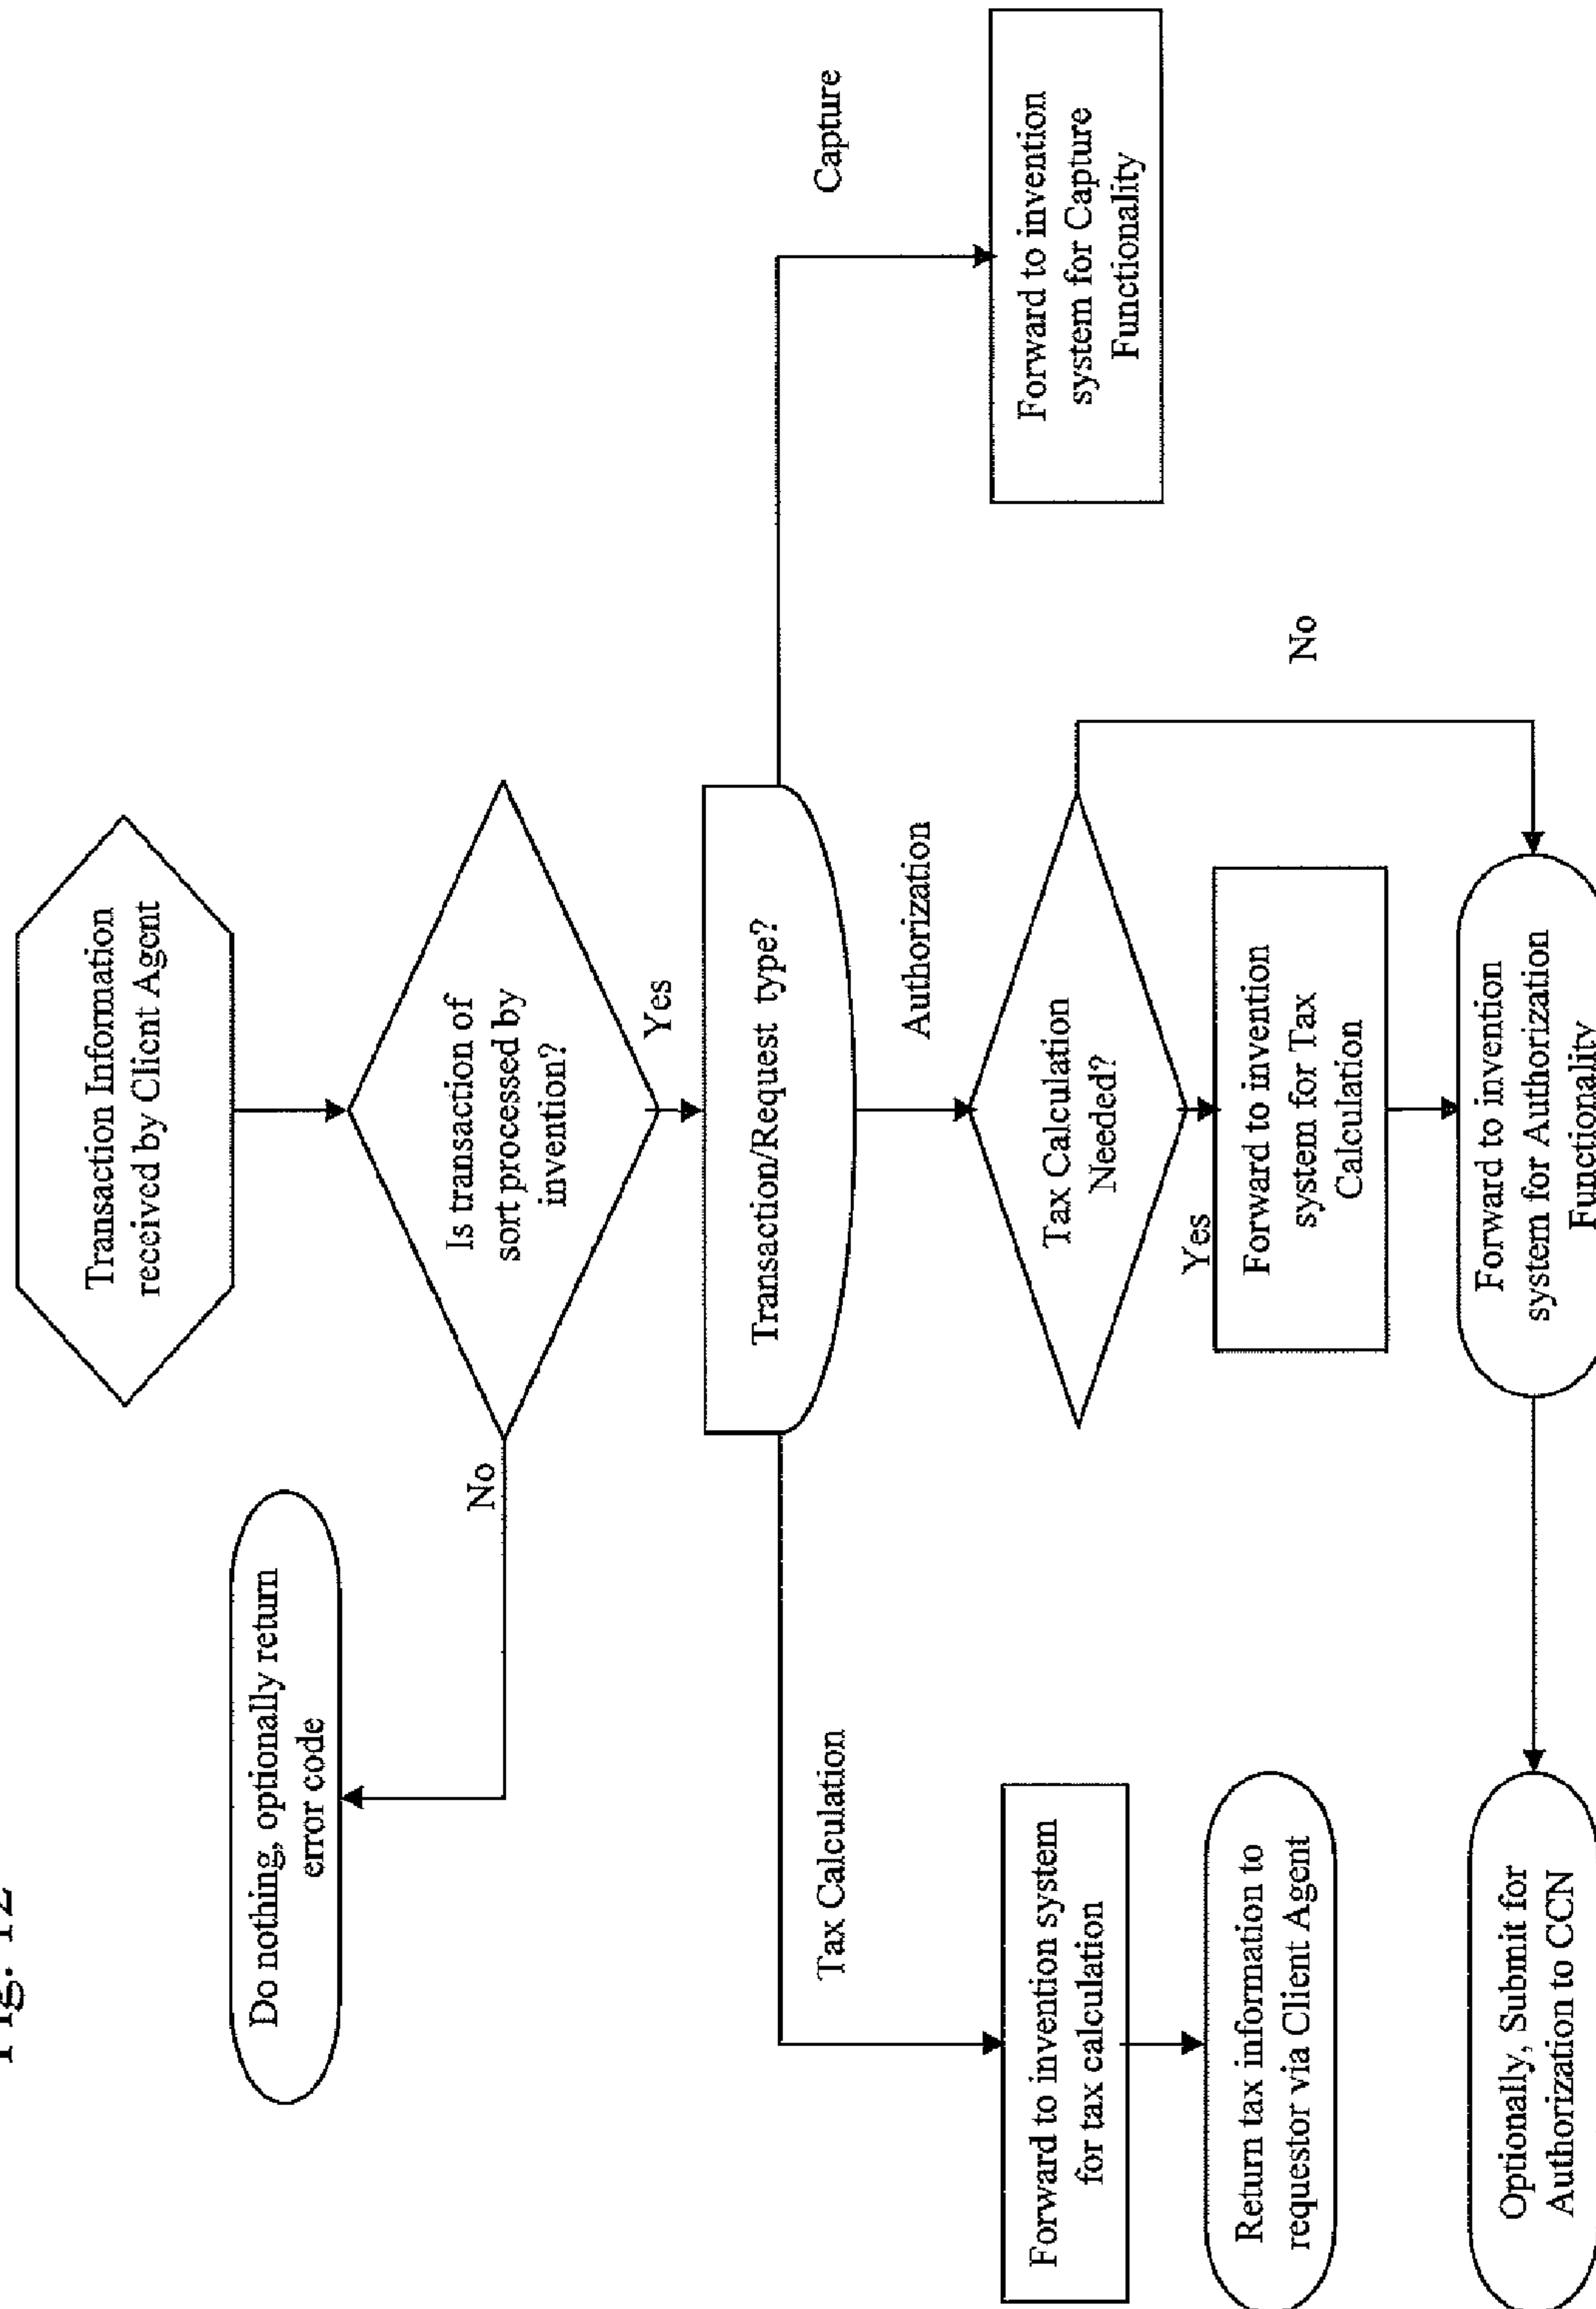 Fig. 12
Transaction Information
received by Client Agent
Do nothing, optionally return
error code
No
Is transaction of
sort processed by
invention?
Yes
Transaction/Request type?
Tax Calculation
Authorization
Capture
Forward to invention system
for tax calculation
Return tax information to
requestor via Client Agent
Tax Calculation
Needed?
Yes
No
Forward to invention
system for Tax
Calculation
Forward to invention
system for Capture
Functionality
Forward to invention
system for Authorization
Functionality
Optionally, Submit for
Authorization to CCN